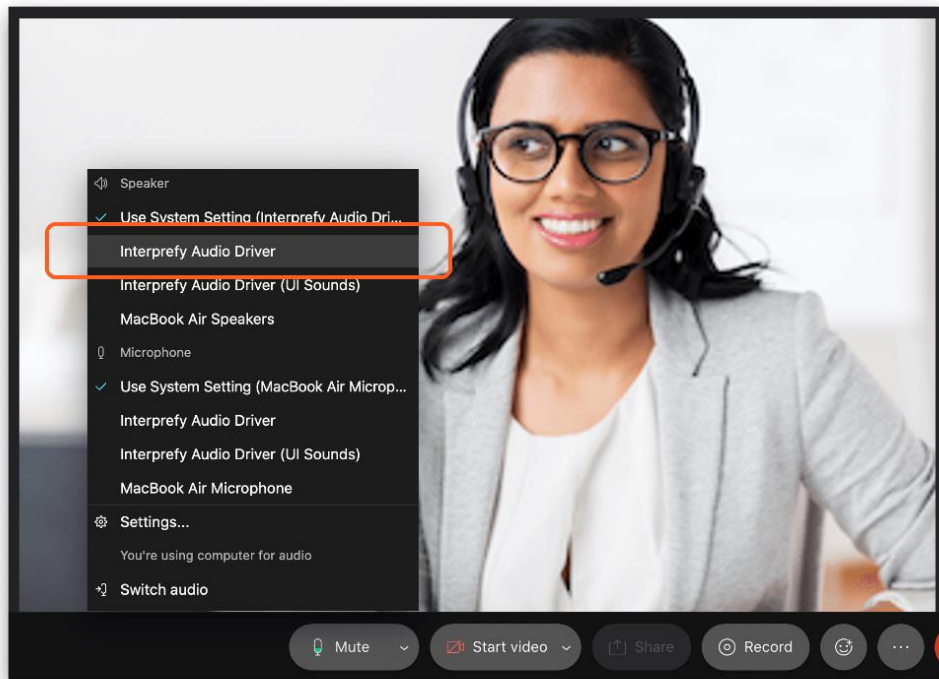 Speaker
Use System Setting (Interprefy Audio Dri...
Interprefy Audio Driver
Interprefy Audio Driver (UI Sounds)
MacBook Air Speakers
Microphone
Use System Setting (MacBook Air Microp...
Interprefy Audio Driver
Interprefy Audio Driver (UI Sounds)
MacBook Air Microphone
Settings...
You're using computer for audio
Switch audio
Mute Start video Share Record